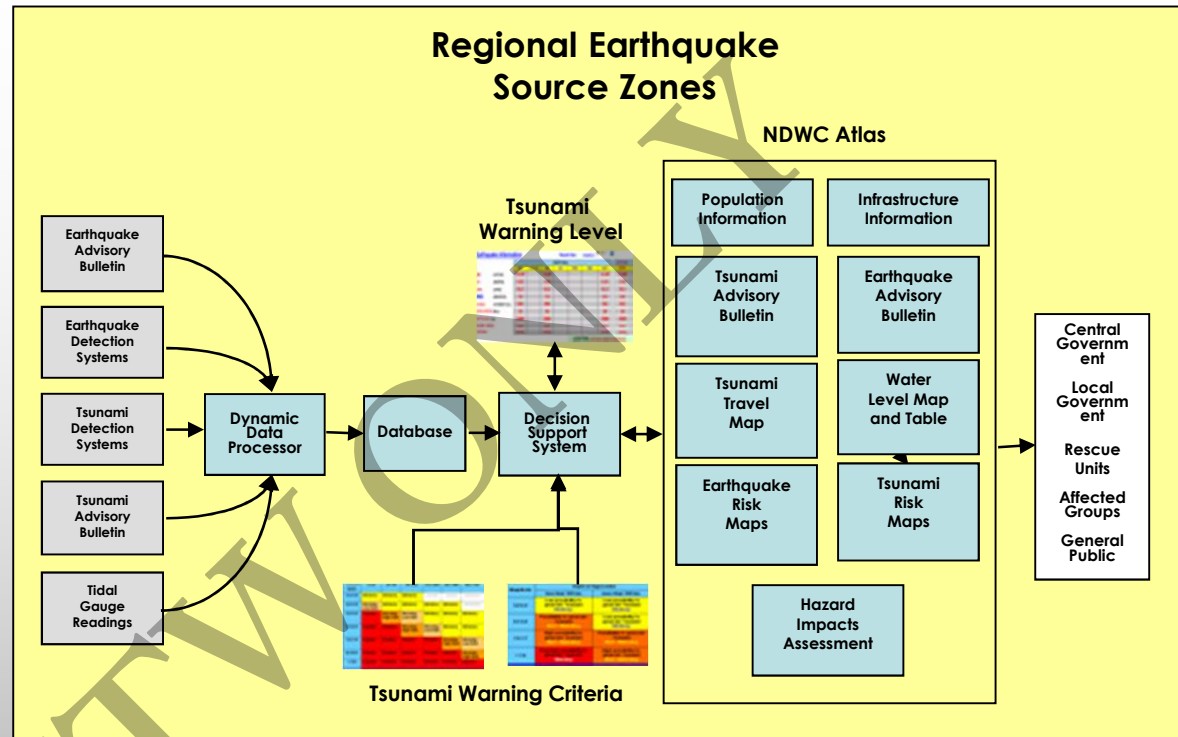 Regional Earthquake
Source Zones
NDWC Atlas
Earthquake
Advisory
Bulletin
Earthquake
Detection
Systems
Tsunami
Detection
Systems
Tsunami
Advisory
Bulletin
Tidal
Gauge
Readings
Dynamic
Data
Processor
Database
Tsunami
Warning Level
Decision
Support
System
Tsunami Warning Criteria
Population
Information
Infrastructure
Information
Tsunami
Advisory
Bulletin
Earthquake
Advisory
Bulletin
Tsunami
Travel
Map
Water
Level Map
and Table
Earthquake
Risk
Maps
Tsunami
Risk
Maps
Hazard
Impacts
Assessment
Central
Governm
ent
Local
Governm
ent
Rescue
Units
Affected
Groups
General
Public
TW ONLY